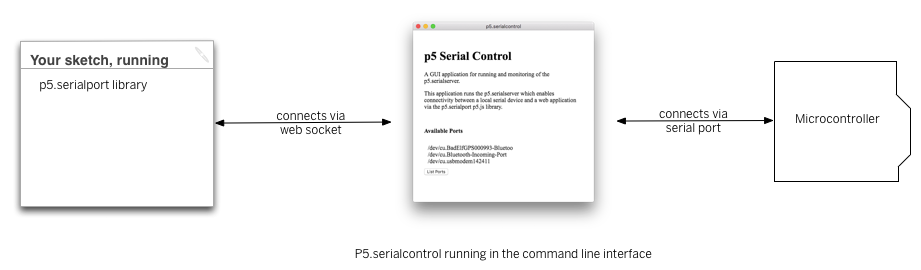 p5.serialcontrol
Your sketch, running
p5.serialport library
connects via
web socket
p5 Serial Control
A GUI application for running and monitoring of the
p5.serialserver.
This application runs the p5.serialserver which enables
connectivity between a local serial device and a web application
via the p5.serialport p5.js library.
Available Ports
/dev/cu.BadElfGPS000993-Bluetoo
/dev/cu.Bluetooth-Incoming-Port
/dev/cu.usbmodem142411
List Ports
connects via
serial port
Microcontroller
P5.serialcontrol running in the command line interface